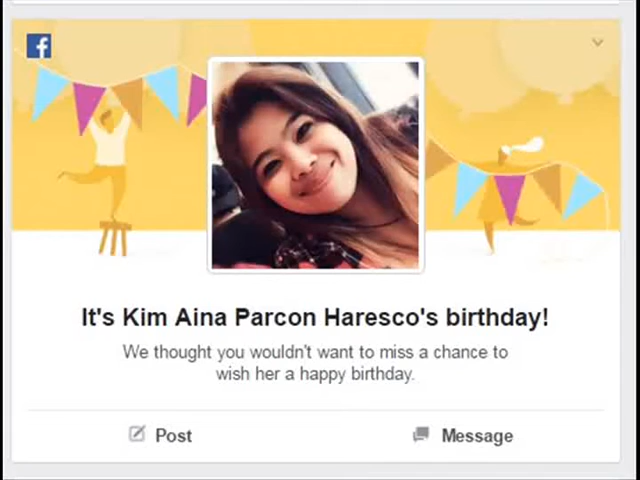 It's Kim Aina Parcon Haresco's birthday!
We thought you wouldn't want to miss a chance to
wish her a happy birthday.
Post
Message